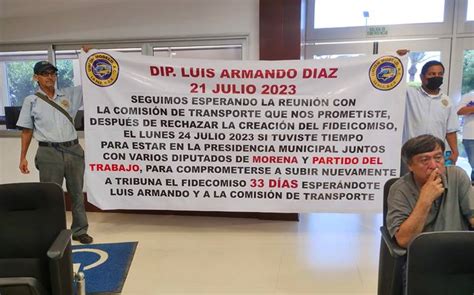 DIP. LUIS ARMANDO DIAZ
21 JULIO 2023
SEGUIMOS ESPERANDO LA REUNIÓN CON
LA COMISIÓN DE TRANSPORTE QUE NOS PROMETISTE,
DESPUES DE RECHAZAR LA CREACIÓN DEL FIDEICOMISO,
EL LUNES 24 JULIO 2023 SI TUVISTE TIEMPO
PARA ESTAR EN LA PRESIDENCIA MUNICIPAL JUNTOS
CON VARIOS DIPUTADOS DE MORENA Y PARTIDO DEL
TRABAJO, PARA COMPROMETERSE A SUBIR NUEVAMENTE
A TRIBUNA EL FIDECOMISO 33 DÍAS ESPERÁNDOTE
LUIS ARMANDO Y A LA COMISIÓN DE TRANSPORTE